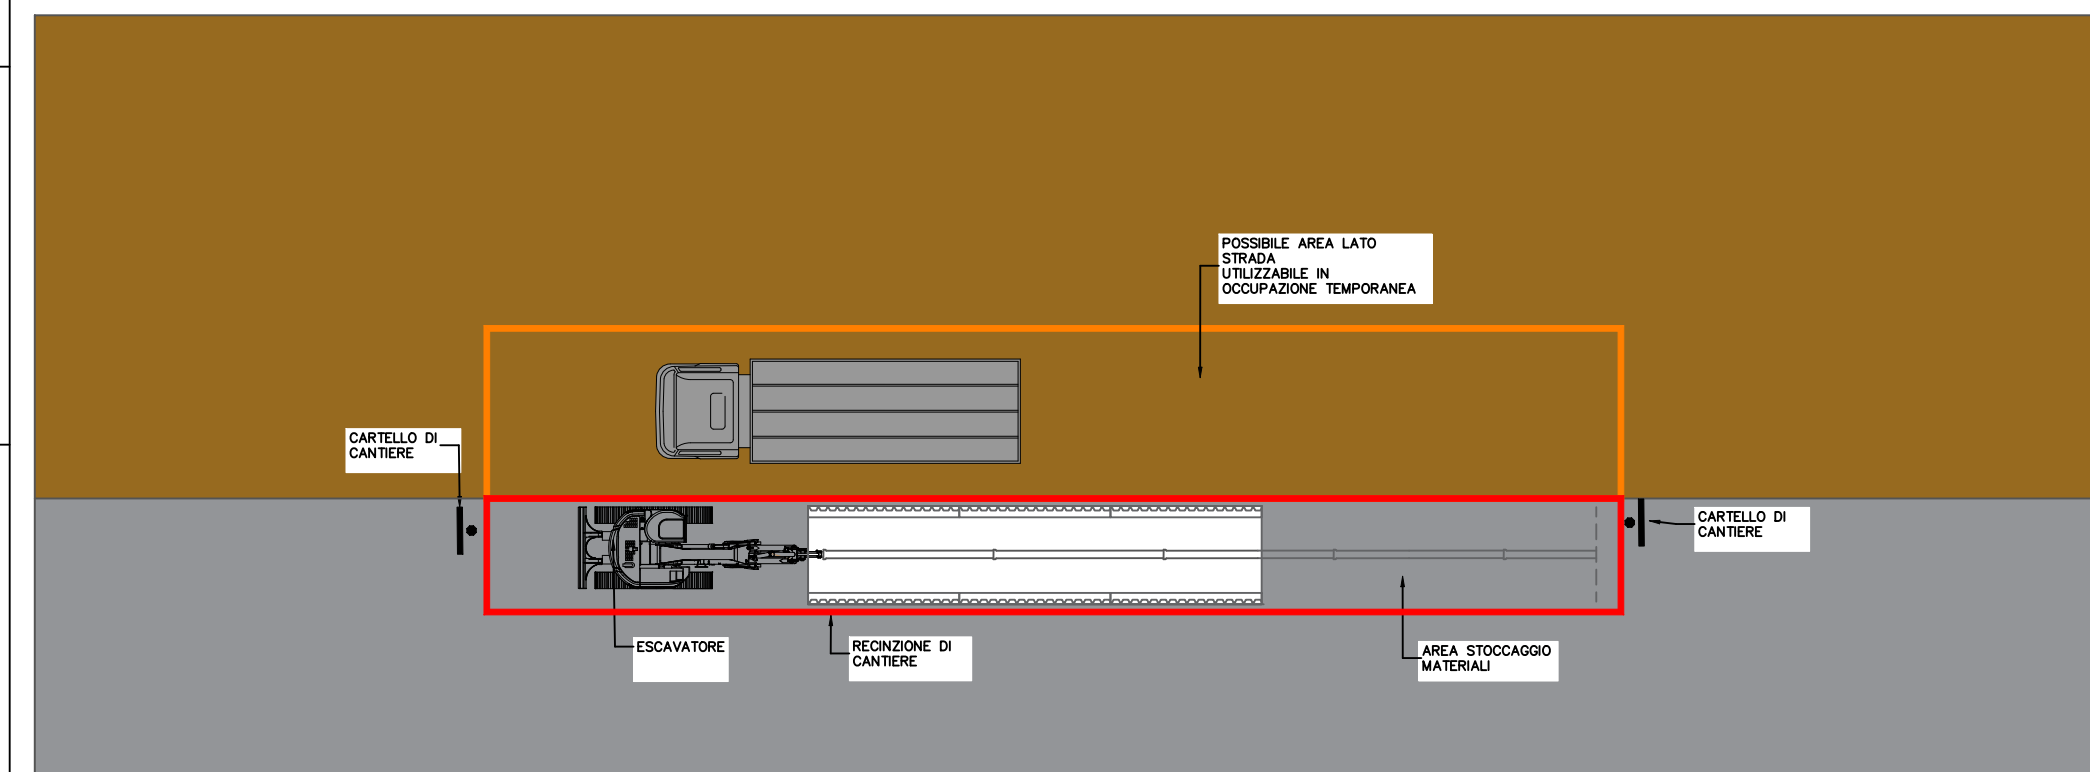 POSSIBILE AREA LATO
STRADA
UTILIZZABILE IN
OCCUPAZIONE TEMPORANEA
CARTELLO DI
CANTIERE
CARTELLO DI
CANTIERE
ESCAVATORE
RECINZIONE DI
CANTIERE
AREA STOCCAGGIO
MATERIALI